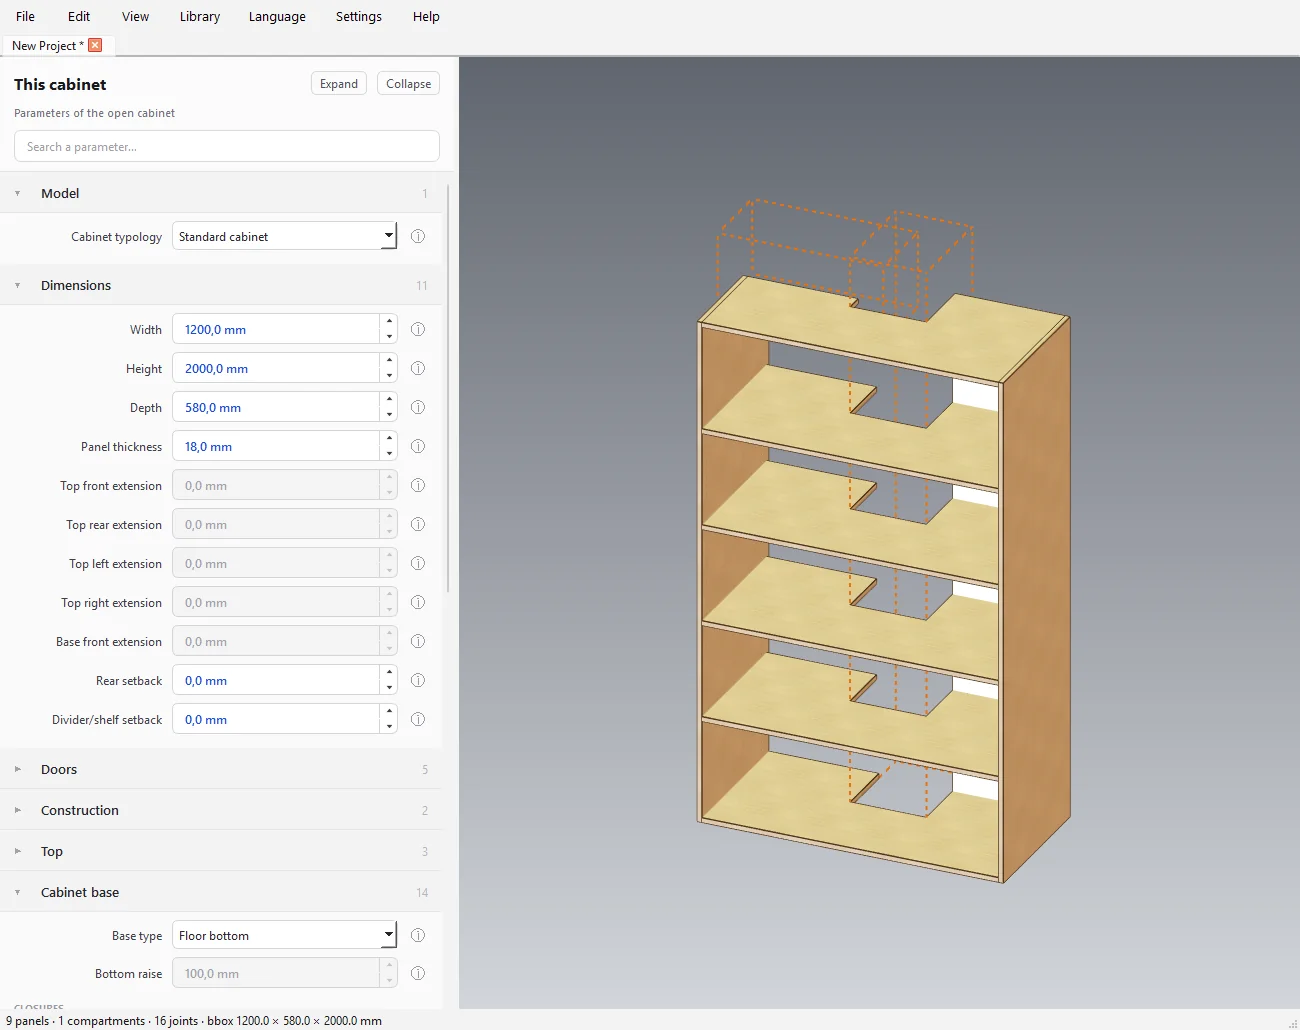 File Edit View Library Language Settings Help
New Project *
This cabinet Expand Collapse
Parameters of the open cabinet
Search a parameter...
Model 1
Cabinet typology Standard cabinet
Dimensions 11
Width 1200,0 mm
Height 2000,0 mm
Depth 580,0 mm
Panel thickness 18,0 mm
Top front extension 0,0 mm
Top rear extension 0,0 mm
Top left extension 0,0 mm
Top right extension 0,0 mm
Base front extension 0,0 mm
Rear setback 0,0 mm
Divider/shelf setback 0,0 mm
Doors 5
Construction 2
Top 3
Cabinet base 14
Base type Floor bottom
Bottom raise 100,0 mm
CLOSURES
9 panels · 1 compartments · 16 joints · bbox 1200.0 × 580.0 × 2000.0 mm